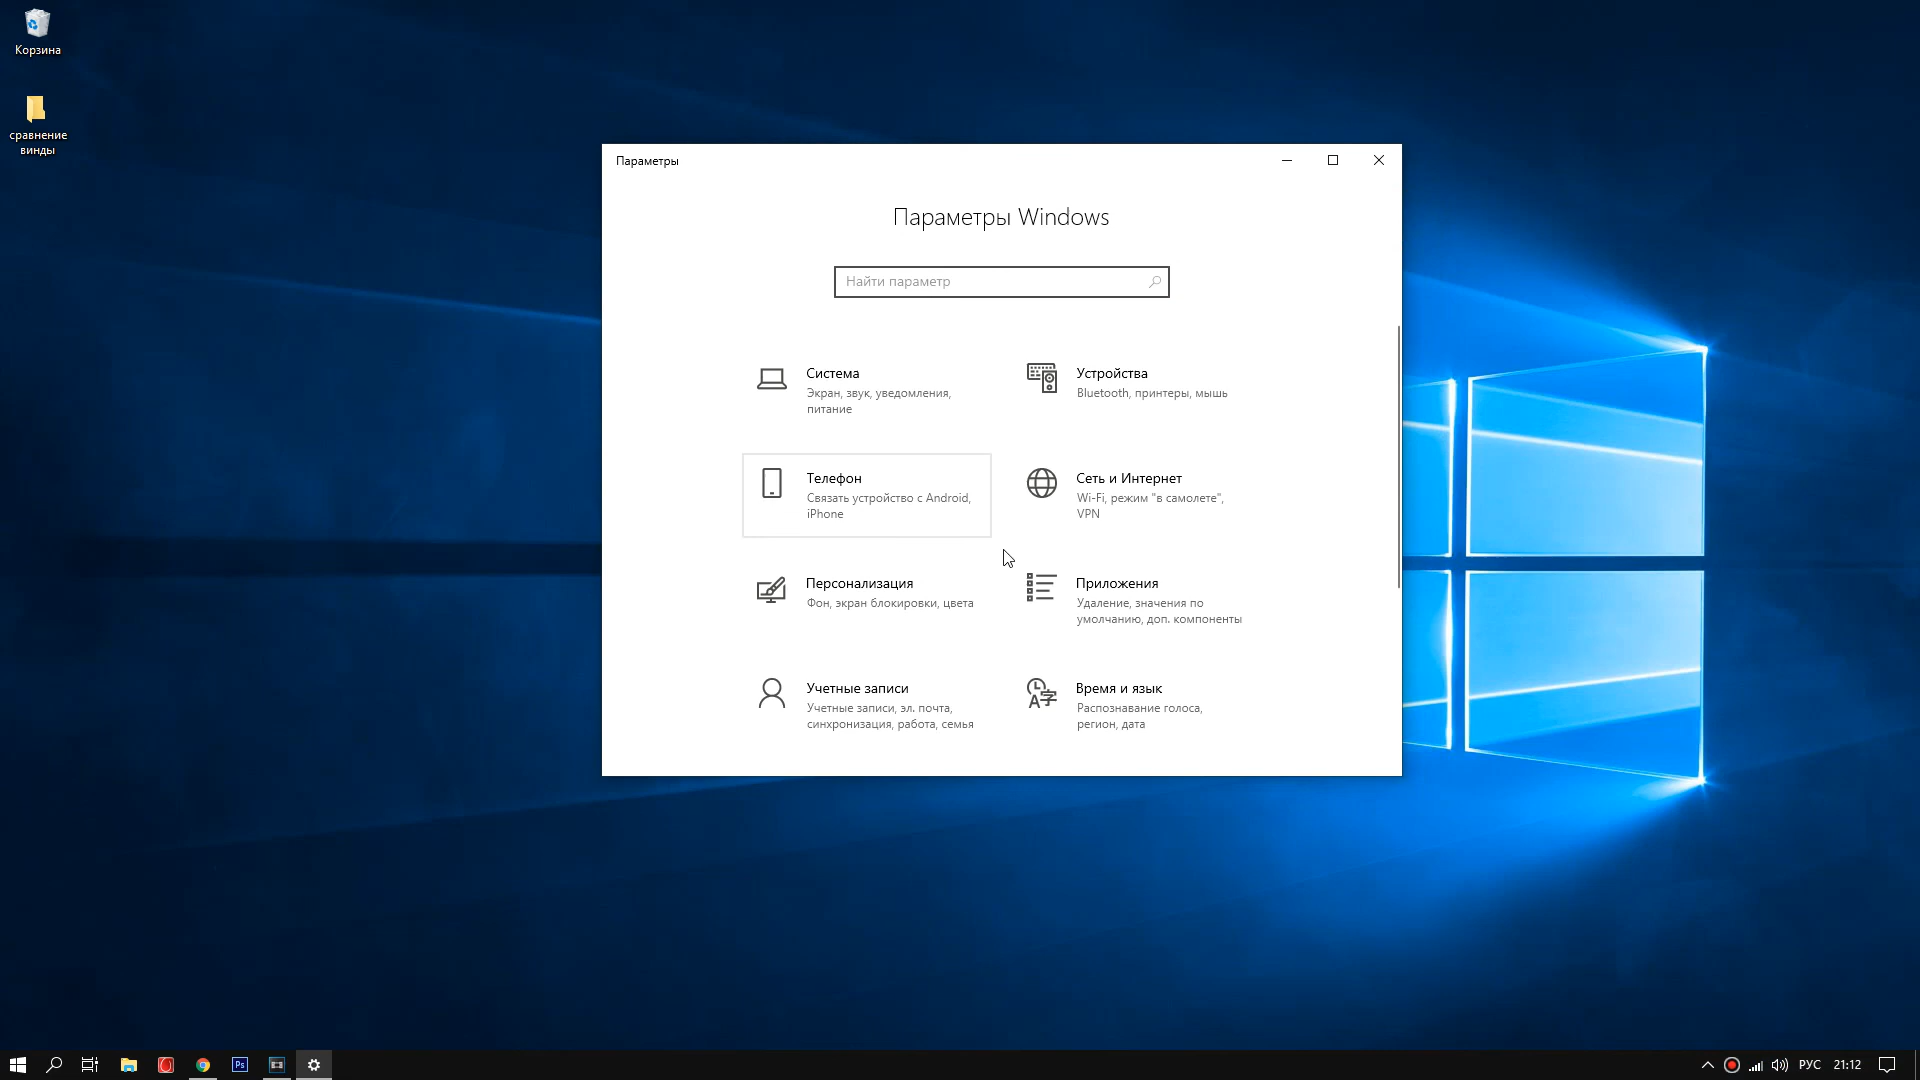 Корзина
сравнение
винды
Параметры
Параметры Windows
Найти параметр
Система
Экран, звук, уведомления,
питание
Устройства
Bluetooth, принтеры, мышь
Телефон
Связать устройство с Android,
iPhone
Сеть и Интернет
Wi-Fi, режим "в самолете",
VPN
Персонализация
Фон, экран блокировки, цвета
Приложения
Удаление, значения по
умолчанию, доп. компоненты
Учетные записи
Учетные записи, эл. почта,
синхронизация, работа, семья
Время и язык
Распознавание голоса,
регион, дата
Ps
РУС
21:12